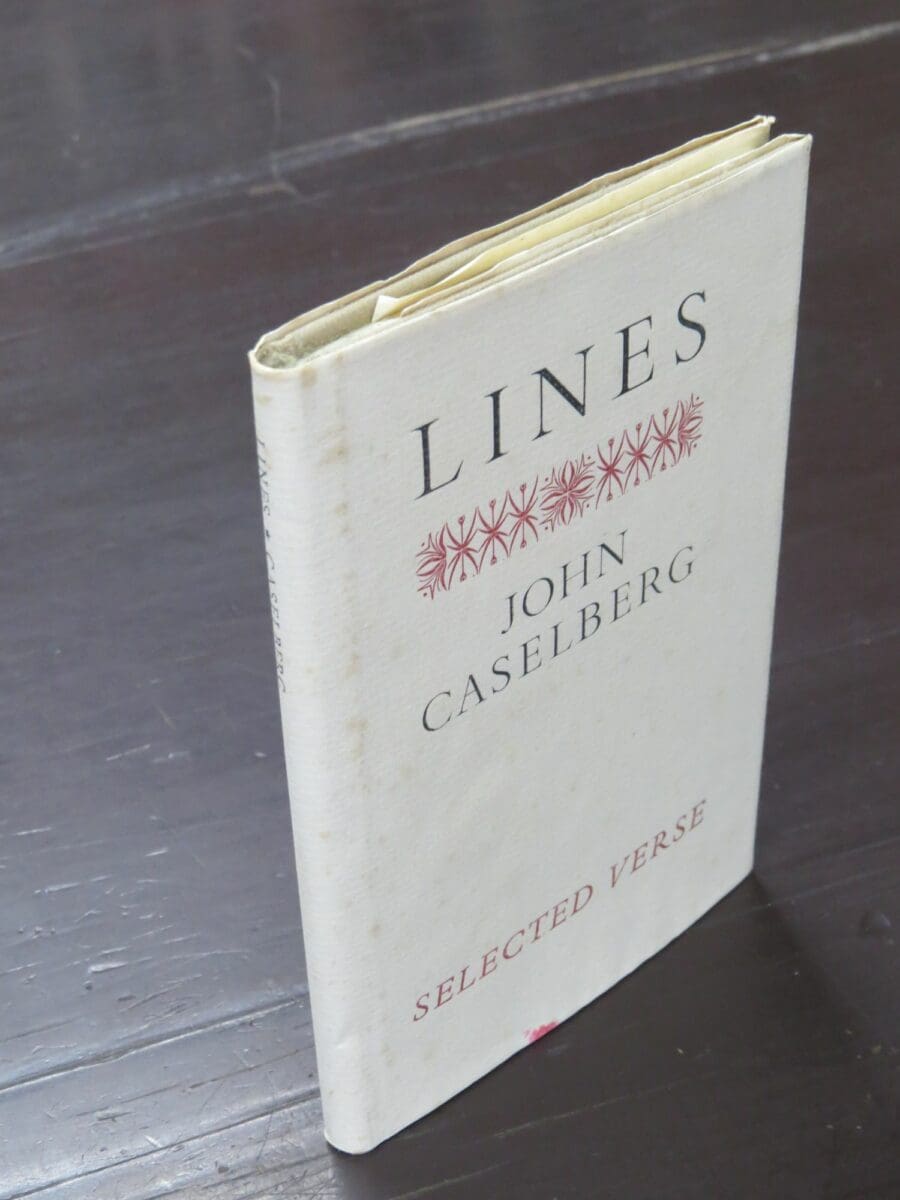 LINES
JOHN
CASELBERG
SELECTED VERSE
LINES * CASELBERG